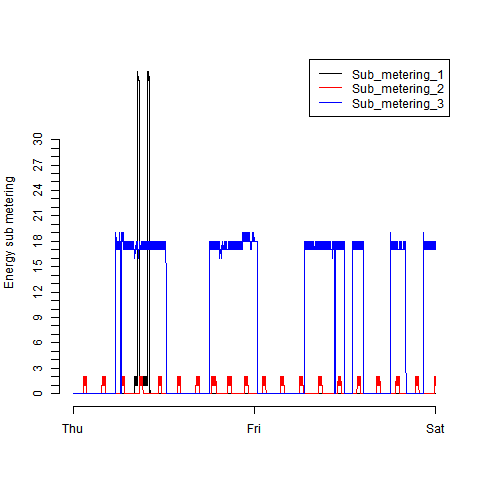 Sub_metering_1
Sub_metering_2
Sub_metering_3
Energy sub metering
30
27
24
21
18
15
12
9
6
3
0
Thu Fri Sat